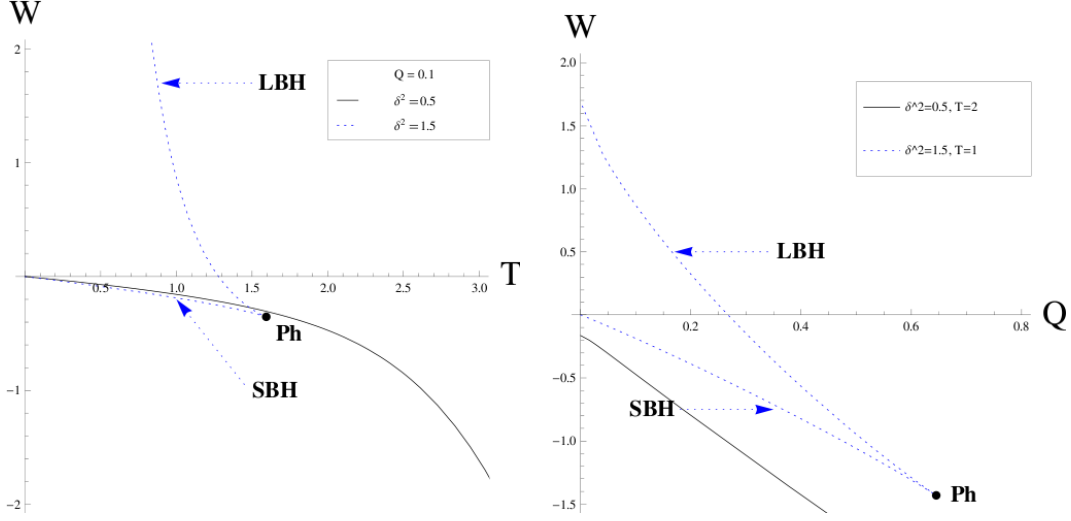 W
2
LBH
Q = 0.1
δ² = 0.5
δ² = 1.5
1
0.5
1.0
1.5
2.0
2.5
3.0
T
Ph
−1
SBH
−2
W
2.0
δ^2=0.5, T=2
δ^2=1.5, T=1
1.5
1.0
0.5
LBH
0.2
0.4
0.6
0.8
Q
−0.5
SBH
−1.0
Ph
−1.5